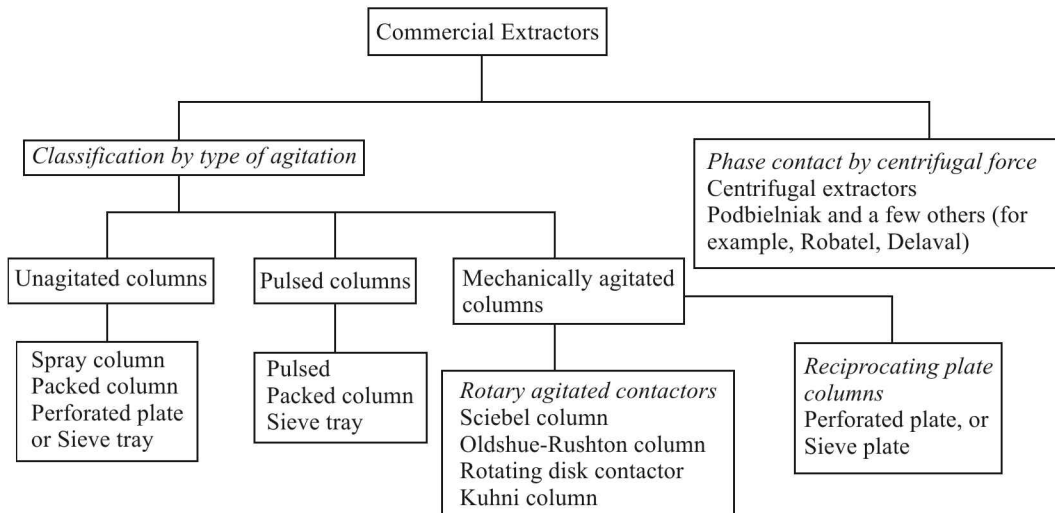 Commercial Extractors
Classification by type of agitation
Phase contact by centrifugal force
Centrifugal extractors
Podbielniak and a few others (for
example, Robatel, Delaval)
Unagitated columns
Pulsed columns
Mechanically agitated
columns
Spray column
Packed column
Perforated plate
or Sieve tray
Pulsed
Packed column
Sieve tray
Rotary agitated contactors
Sciebel column
Oldshue-Rushton column
Rotating disk contactor
Kuhni column
Reciprocating plate
columns
Perforated plate, or
Sieve plate